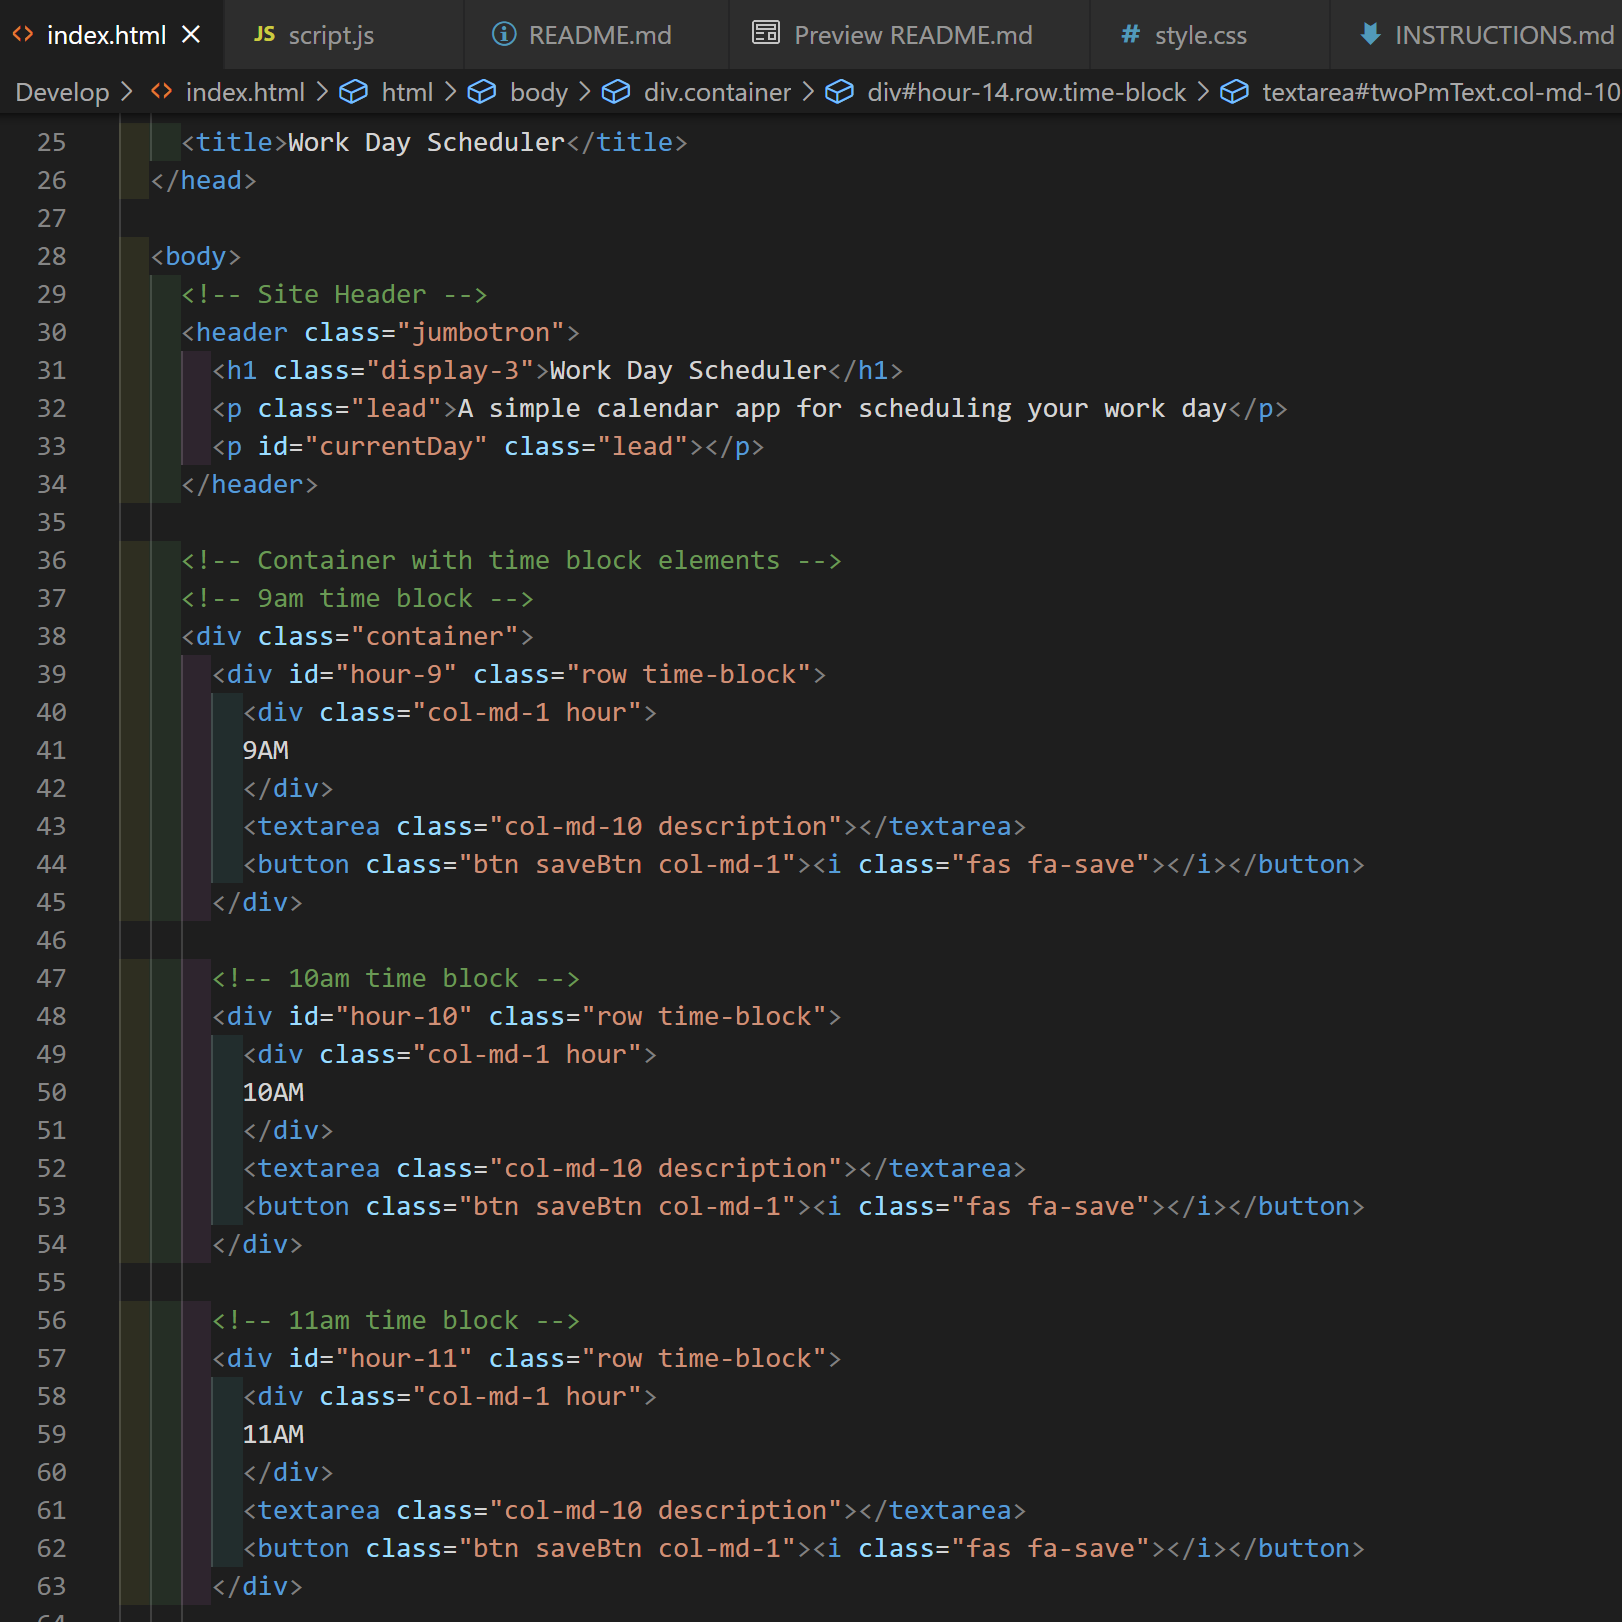 index.html
JS script.js
README.md
Preview README.md
# style.css
INSTRUCTIONS.md
Develop > index.html > html > body > div.container > div#hour-14.row.time-block > textarea#twoPmText.col-md-10
25 <title>Work Day Scheduler</title>
26 </head>
27
28 <body>
29 <!-- Site Header -->
30 <header class="jumbotron">
31 <h1 class="display-3">Work Day Scheduler</h1>
32 <p class="lead">A simple calendar app for scheduling your work day</p>
33 <p id="currentDay" class="lead"></p>
34 </header>
35
36 <!-- Container with time block elements -->
37 <!-- 9am time block -->
38 <div class="container">
39 <div id="hour-9" class="row time-block">
40 <div class="col-md-1 hour">
41 9AM
42 </div>
43 <textarea class="col-md-10 description"></textarea>
44 <button class="btn saveBtn col-md-1"><i class="fas fa-save"></i></button>
45 </div>
46
47 <!-- 10am time block -->
48 <div id="hour-10" class="row time-block">
49 <div class="col-md-1 hour">
50 10AM
51 </div>
52 <textarea class="col-md-10 description"></textarea>
53 <button class="btn saveBtn col-md-1"><i class="fas fa-save"></i></button>
54 </div>
55
56 <!-- 11am time block -->
57 <div id="hour-11" class="row time-block">
58 <div class="col-md-1 hour">
59 11AM
60 </div>
61 <textarea class="col-md-10 description"></textarea>
62 <button class="btn saveBtn col-md-1"><i class="fas fa-save"></i></button>
63 </div>